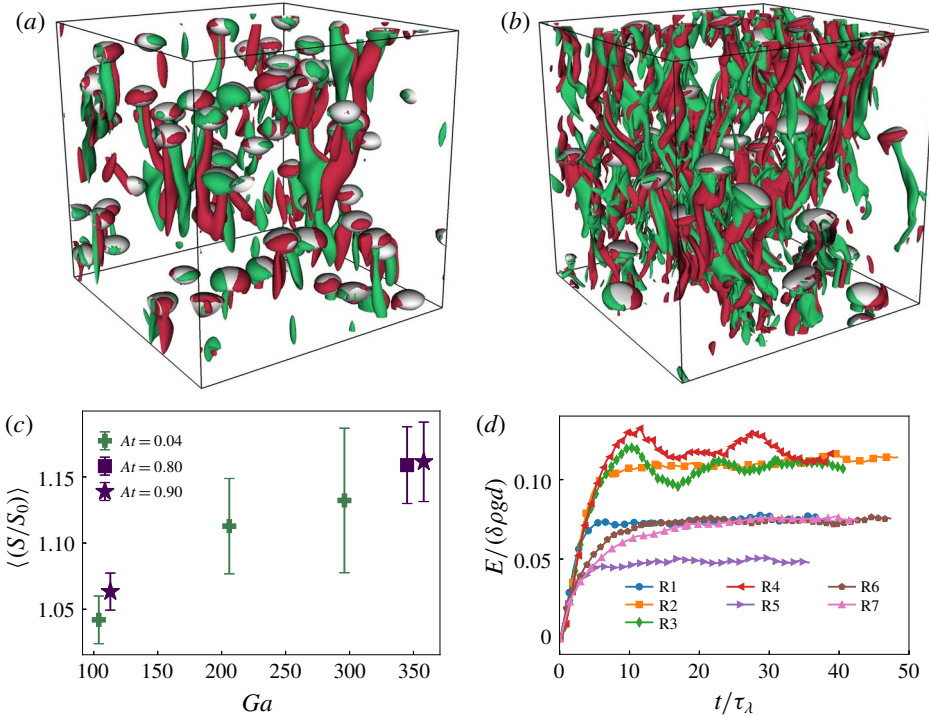 (a)
(b)
(c)
At = 0.04
At = 0.80
At = 0.90
⟨(S/S₀)⟩
1.15
1.10
1.05
100 150 200 250 300 350
Ga
(d)
E/(δρgd)
0.10
0.05
0
R1 R4 R6
R2 R5 R7
R3
0 10 20 30 40 50
t/τ_λ